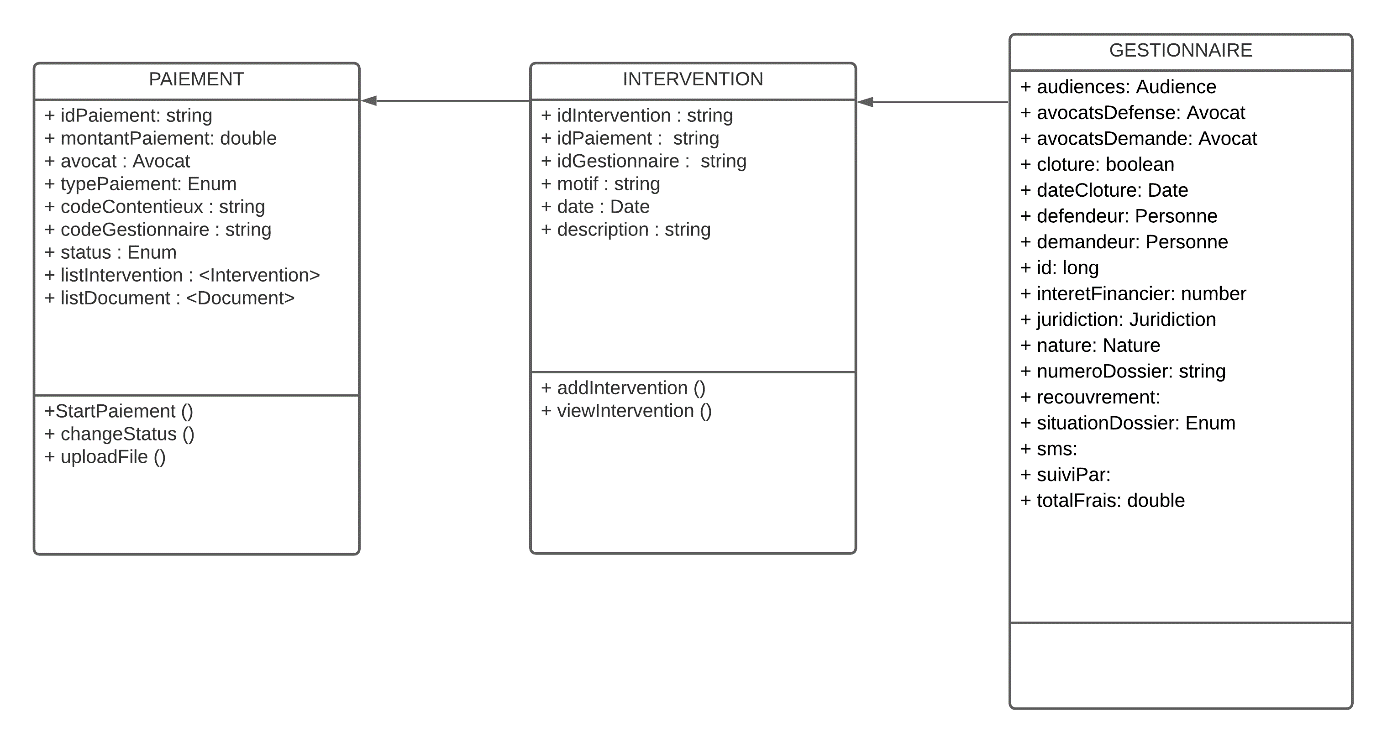 PAIEMENT
+ idPaiement: string
+ montantPaiement: double
+ avocat : Avocat
+ typePaiement: Enum
+ codeContentieux : string
+ codeGestionnaire : string
+ status : Enum
+ listIntervention : <Intervention>
+ listDocument : <Document>
+StartPaiement ()
+ changeStatus ()
+ uploadFile ()
INTERVENTION
+ idIntervention : string
+ idPaiement :  string
+ idGestionnaire :  string
+ motif : string
+ date : Date
+ description : string
+ addIntervention ()
+ viewIntervention ()
GESTIONNAIRE
+ audiences: Audience
+ avocatsDefense: Avocat
+ avocatsDemande: Avocat
+ cloture: boolean
+ dateCloture: Date
+ defendeur: Personne
+ demandeur: Personne
+ id: long
+ interetFinancier: number
+ juridiction: Juridiction
+ nature: Nature
+ numeroDossier: string
+ recouvrement:
+ situationDossier: Enum
+ sms:
+ suiviPar:
+ totalFrais: double